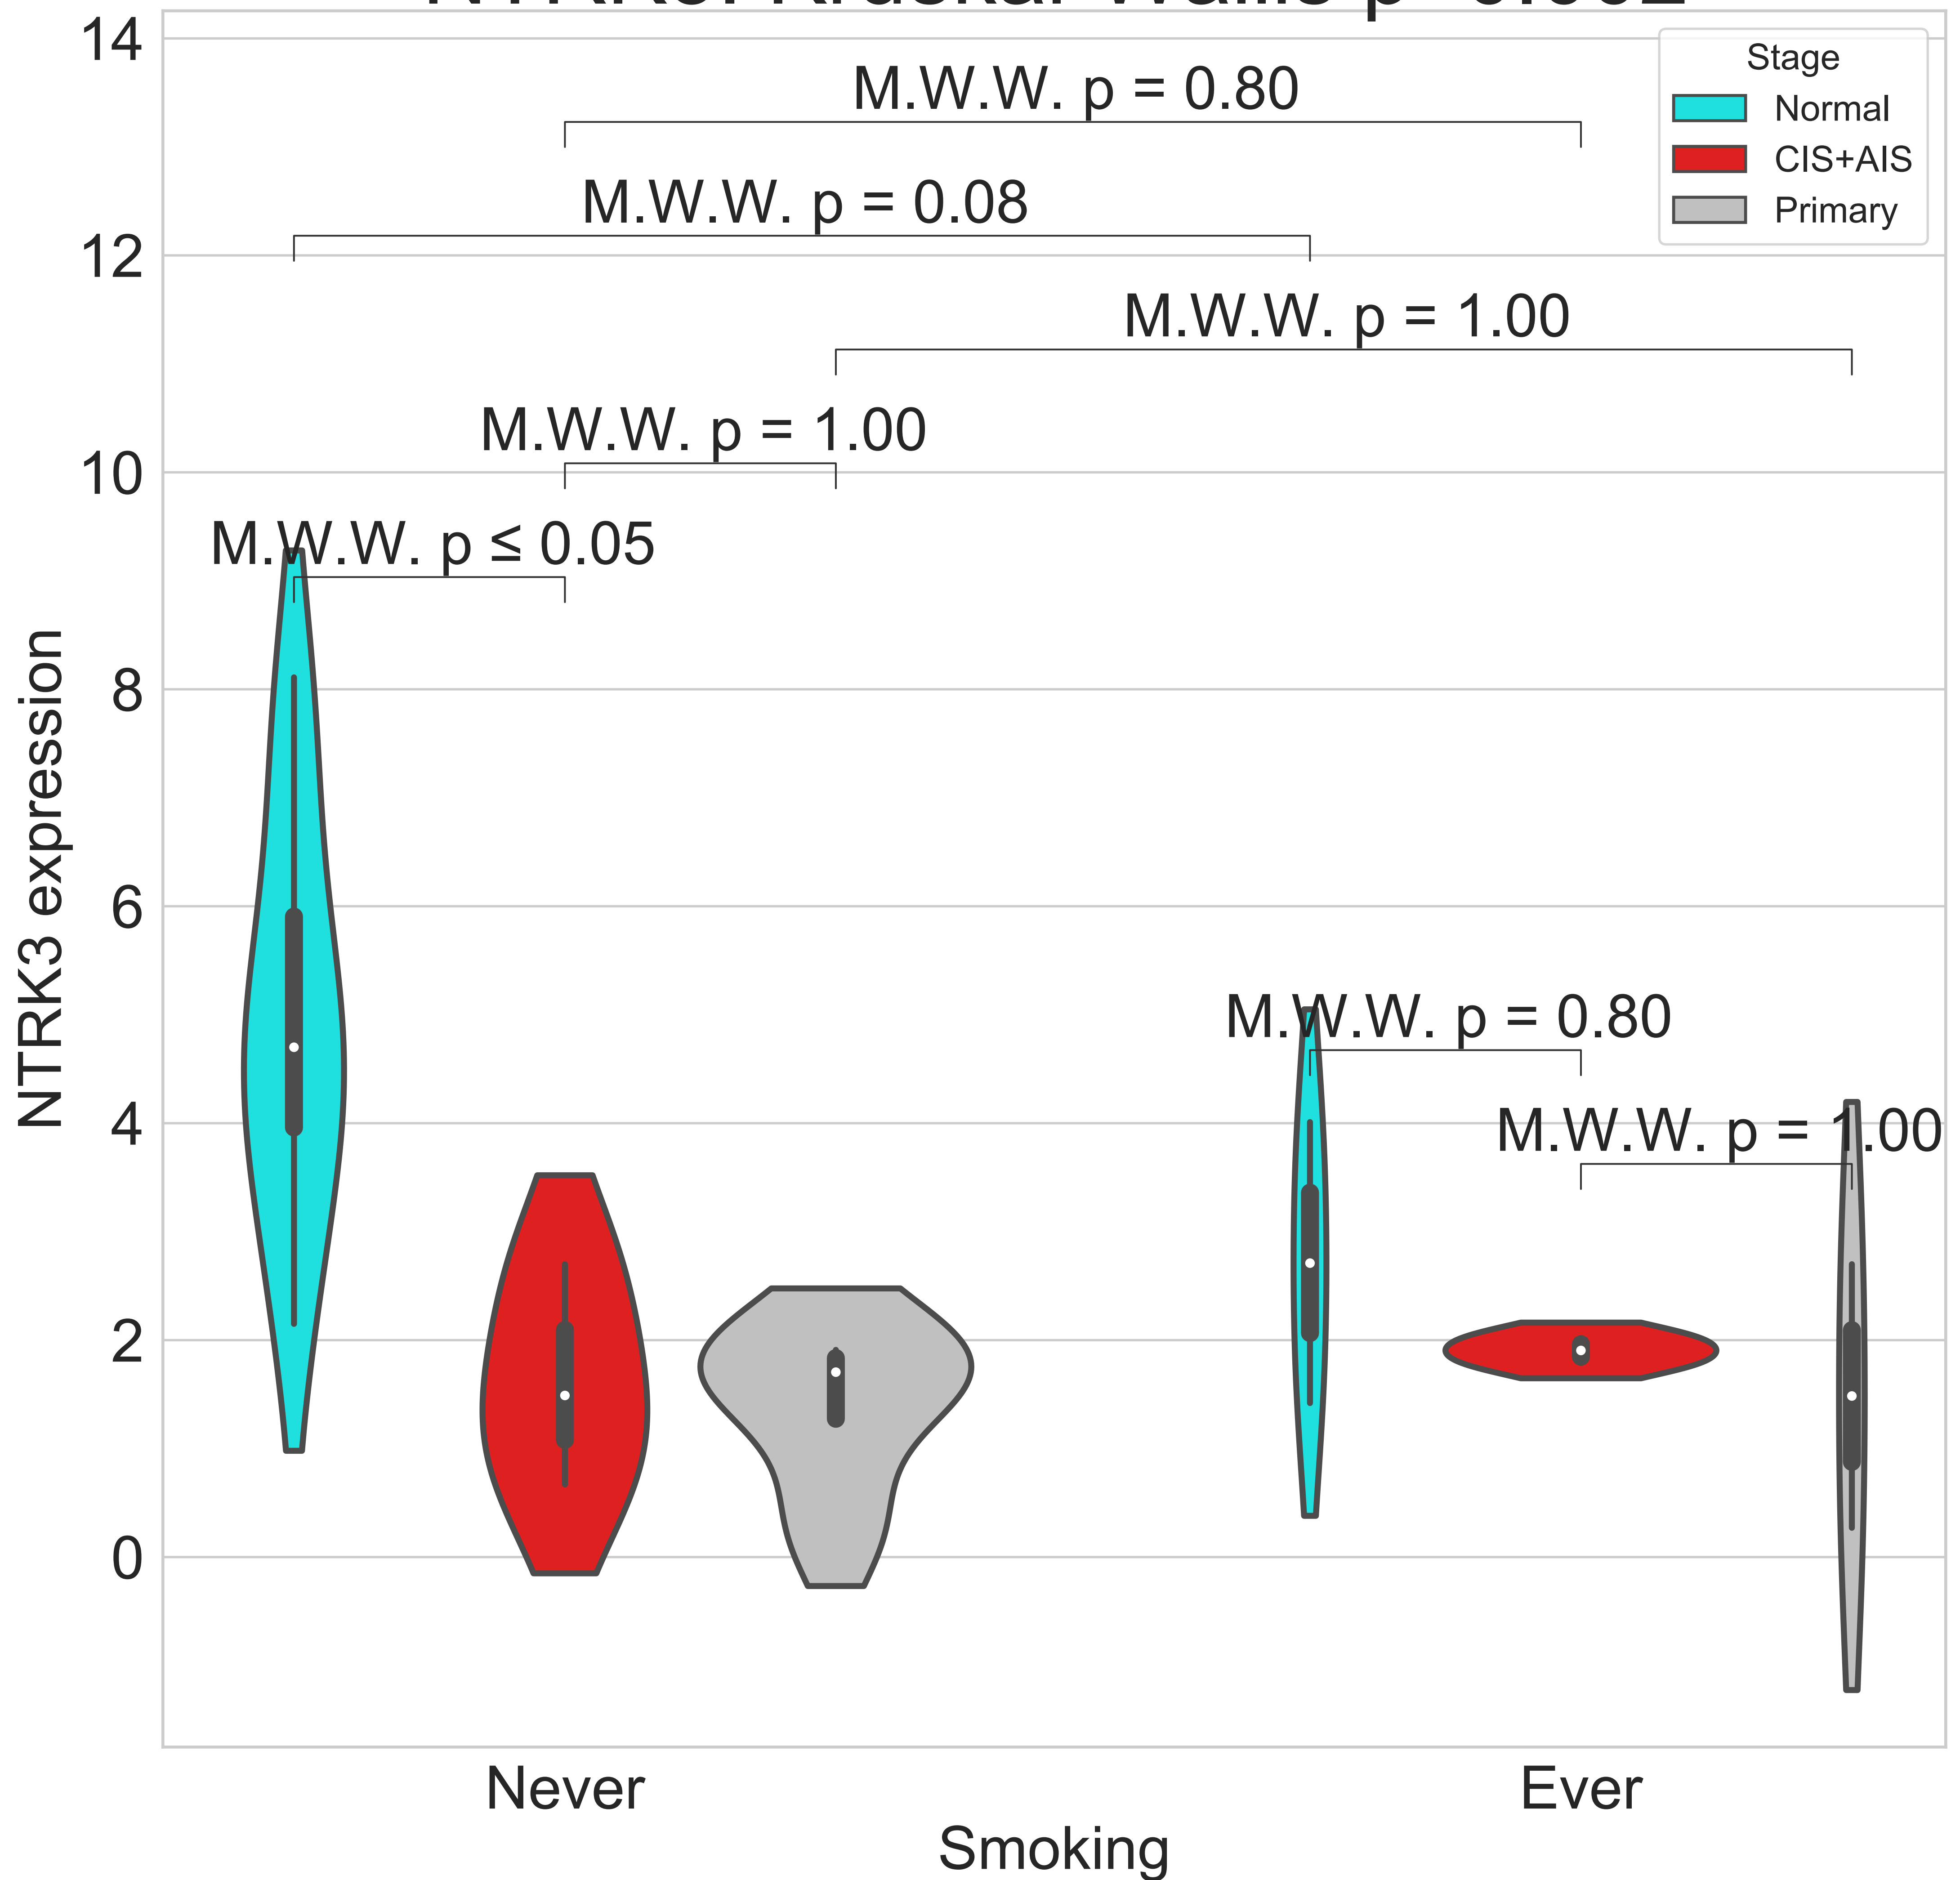 14
M.W.W. p = 0.80
Stage
Normal
CIS+AIS
Primary
M.W.W. p = 0.08
12
M.W.W. p = 1.00
M.W.W. p = 1.00
10
M.W.W. p ≤ 0.05
8
NTRK3 expression
6
M.W.W. p = 0.80
4
M.W.W. p = 1.00
2
0
Never
Ever
Smoking